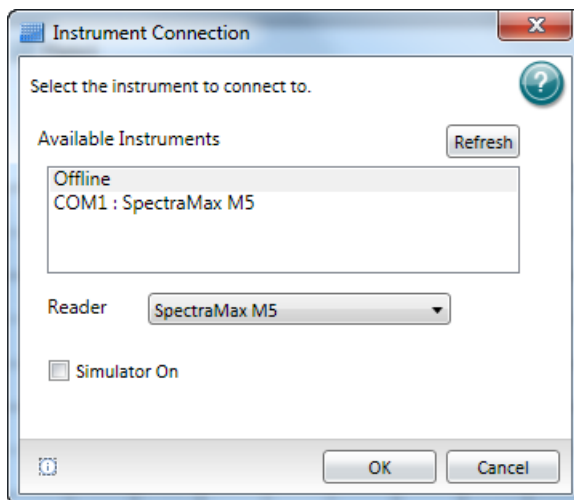 Instrument Connection
Select the instrument to connect to.
?
Available Instruments
Refresh
Offline
COM1 : SpectraMax M5
Reader
SpectraMax M5
Simulator On
OK
Cancel